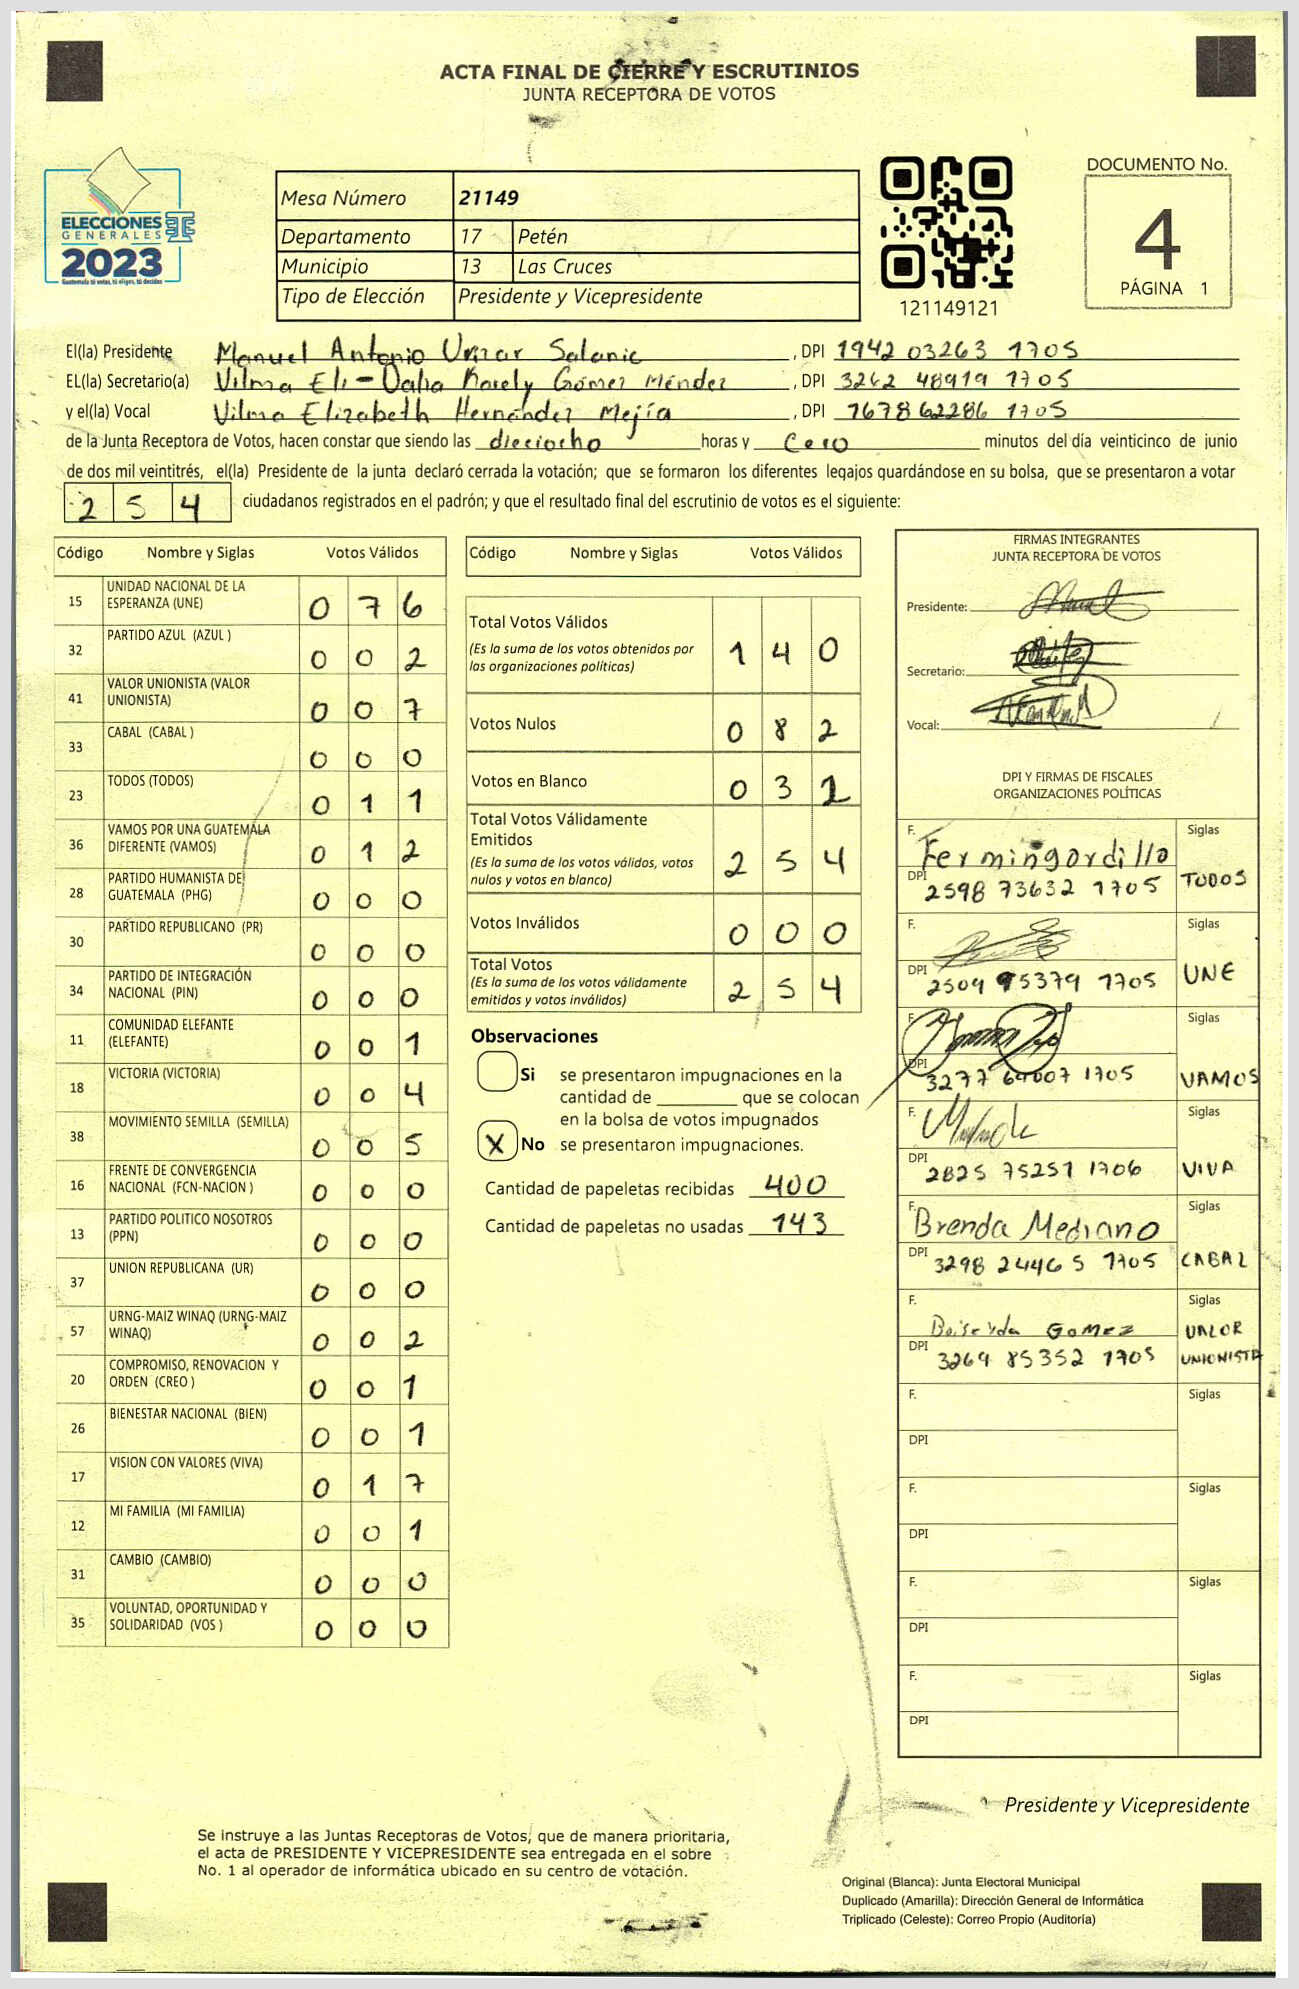 ACTA FINAL DE CIERRE Y ESCRUTINIOS
JUNTA RECEPTORA DE VOTOS
ELECCIONES
GENERALES
2023
Guatemala tú votas, tú eliges, tú decides
Mesa Número 21149
Departamento 17 Petén
Municipio 13 Las Cruces
Tipo de Elección Presidente y Vicepresidente
121149121
DOCUMENTO No.
4
PÁGINA 1
El(la) Presidente Manuel Antonio Salanic, DPI 1942 03263 1705
EL(la) Secretario(a) Vilma Gómez Méndez, DPI 3262 48919 1705
y el(la) Vocal Vilma Elizabeth Hernández Mejía, DPI 7678 62286 1705
de la Junta Receptora de Votos, hacen constar que siendo las dieciocho horas y cero minutos del día veinticinco de junio
de dos mil veintitrés, el(la) Presidente de la junta declaró cerrada la votación; que se formaron los diferentes legajos guardándose en su bolsa, que se presentaron a votar
2 5 4 ciudadanos registrados en el padrón; y que el resultado final del escrutinio de votos es el siguiente:
Código Nombre y Siglas Votos Válidos
15 UNIDAD NACIONAL DE LA ESPERANZA (UNE) 0 7 6
32 PARTIDO AZUL (AZUL ) 0 0 2
41 VALOR UNIONISTA (VALOR UNIONISTA) 0 0 7
33 CABAL (CABAL ) 0 0 0
23 TODOS (TODOS) 0 1 1
36 VAMOS POR UNA GUATEMALA DIFERENTE (VAMOS) 0 1 2
28 PARTIDO HUMANISTA DE GUATEMALA (PHG) 0 0 0
30 PARTIDO REPUBLICANO (PR) 0 0 0
34 PARTIDO DE INTEGRACIÓN NACIONAL (PIN) 0 0 0
11 COMUNIDAD ELEFANTE (ELEFANTE) 0 0 1
18 VICTORIA (VICTORIA) 0 0 4
38 MOVIMIENTO SEMILLA (SEMILLA) 0 0 5
16 FRENTE DE CONVERGENCIA NACIONAL (FCN-NACION ) 0 0 0
13 PARTIDO POLITICO NOSOTROS (PPN) 0 0 0
37 UNION REPUBLICANA (UR) 0 0 0
57 URNG-MAIZ WINAQ (URNG-MAIZ WINAQ) 0 0 2
20 COMPROMISO, RENOVACION Y ORDEN (CREO ) 0 0 1
26 BIENESTAR NACIONAL (BIEN) 0 0 1
17 VISION CON VALORES (VIVA) 0 1 7
12 MI FAMILIA (MI FAMILIA) 0 0 1
31 CAMBIO (CAMBIO) 0 0 0
35 VOLUNTAD, OPORTUNIDAD Y SOLIDARIDAD (VOS ) 0 0 0
Código Nombre y Siglas Votos Válidos
Total Votos Válidos 1 4 0
(Es la suma de los votos obtenidos por
las organizaciones políticas)
Votos Nulos 0 8 2
Votos en Blanco 0 3 2
Total Votos Válidamente
Emitidos 2 5 4
(Es la suma de los votos válidos, votos
nulos y votos en blanco)
Votos Inválidos 0 0 0
Total Votos 2 5 4
(Es la suma de los votos válidamente
emitidos y votos inválidos)
Observaciones
Si se presentaron impugnaciones en la
cantidad de ________ que se colocan
en la bolsa de votos impugnados
X No se presentaron impugnaciones.
Cantidad de papeletas recibidas 400
Cantidad de papeletas no usadas 143
FIRMAS INTEGRANTES
JUNTA RECEPTORA DE VOTOS
Presidente:
Secretario:
Vocal:
DPI Y FIRMAS DE FISCALES
ORGANIZACIONES POLÍTICAS
F. Fermin gordillo Siglas
DPI 2598 73632 1705 TODOS
F. Siglas
DPI 2509 95379 1705 UNE
F. Siglas
DPI 3277 64007 1705 VAMOS
F. Siglas
DPI 2825 75251 1706 VIVA
F. Brenda Medrano Siglas
DPI 3298 24465 1705 CABAL
F. Gomez Siglas
VALOR
DPI 3269 85352 1705 UNIONISTA
F. Siglas
DPI
F. Siglas
DPI
F. Siglas
DPI
F. Siglas
DPI
Presidente y Vicepresidente
Se instruye a las Juntas Receptoras de Votos, que de manera prioritaria,
el acta de PRESIDENTE Y VICEPRESIDENTE sea entregada en el sobre
No. 1 al operador de informática ubicado en su centro de votación.
Original (Blanca): Junta Electoral Municipal
Duplicado (Amarilla): Dirección General de Informática
Triplicado (Celeste): Correo Propio (Auditoría)